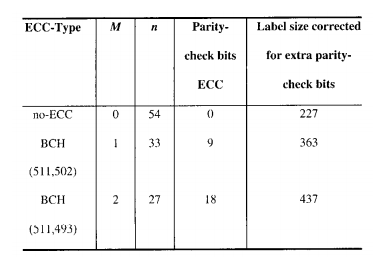 ECC-Type M n Parity- Label size corrected
check bits for extra parity-
ECC check bits
no-ECC 0 54 0 227
BCH 1 33 9 363
(511,502)
BCH 2 27 18 437
(511,493)